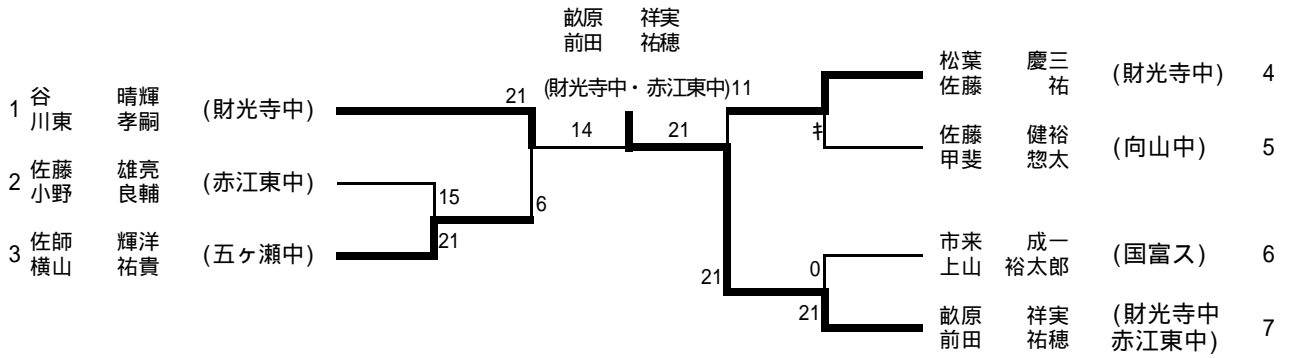 畝原 祥実
前田 祐穂
(財光寺中・赤江東中)
1 谷 晴輝 (財光寺中)
川東 孝嗣
2 佐藤 雄亮 (赤江東中)
小野 良輔
3 佐師 輝洋 (五ヶ瀬中)
横山 祐貴
21
15
21
6
14
21
11
キ
21
0
21
松葉 慶三 (財光寺中) 4
佐藤 祐
佐藤 健裕 (向山中) 5
甲斐 惣太
市来 成一 (国富ス) 6
上山 裕太郎
畝原 祥実 (財光寺中
前田 祐穂 赤江東中) 7